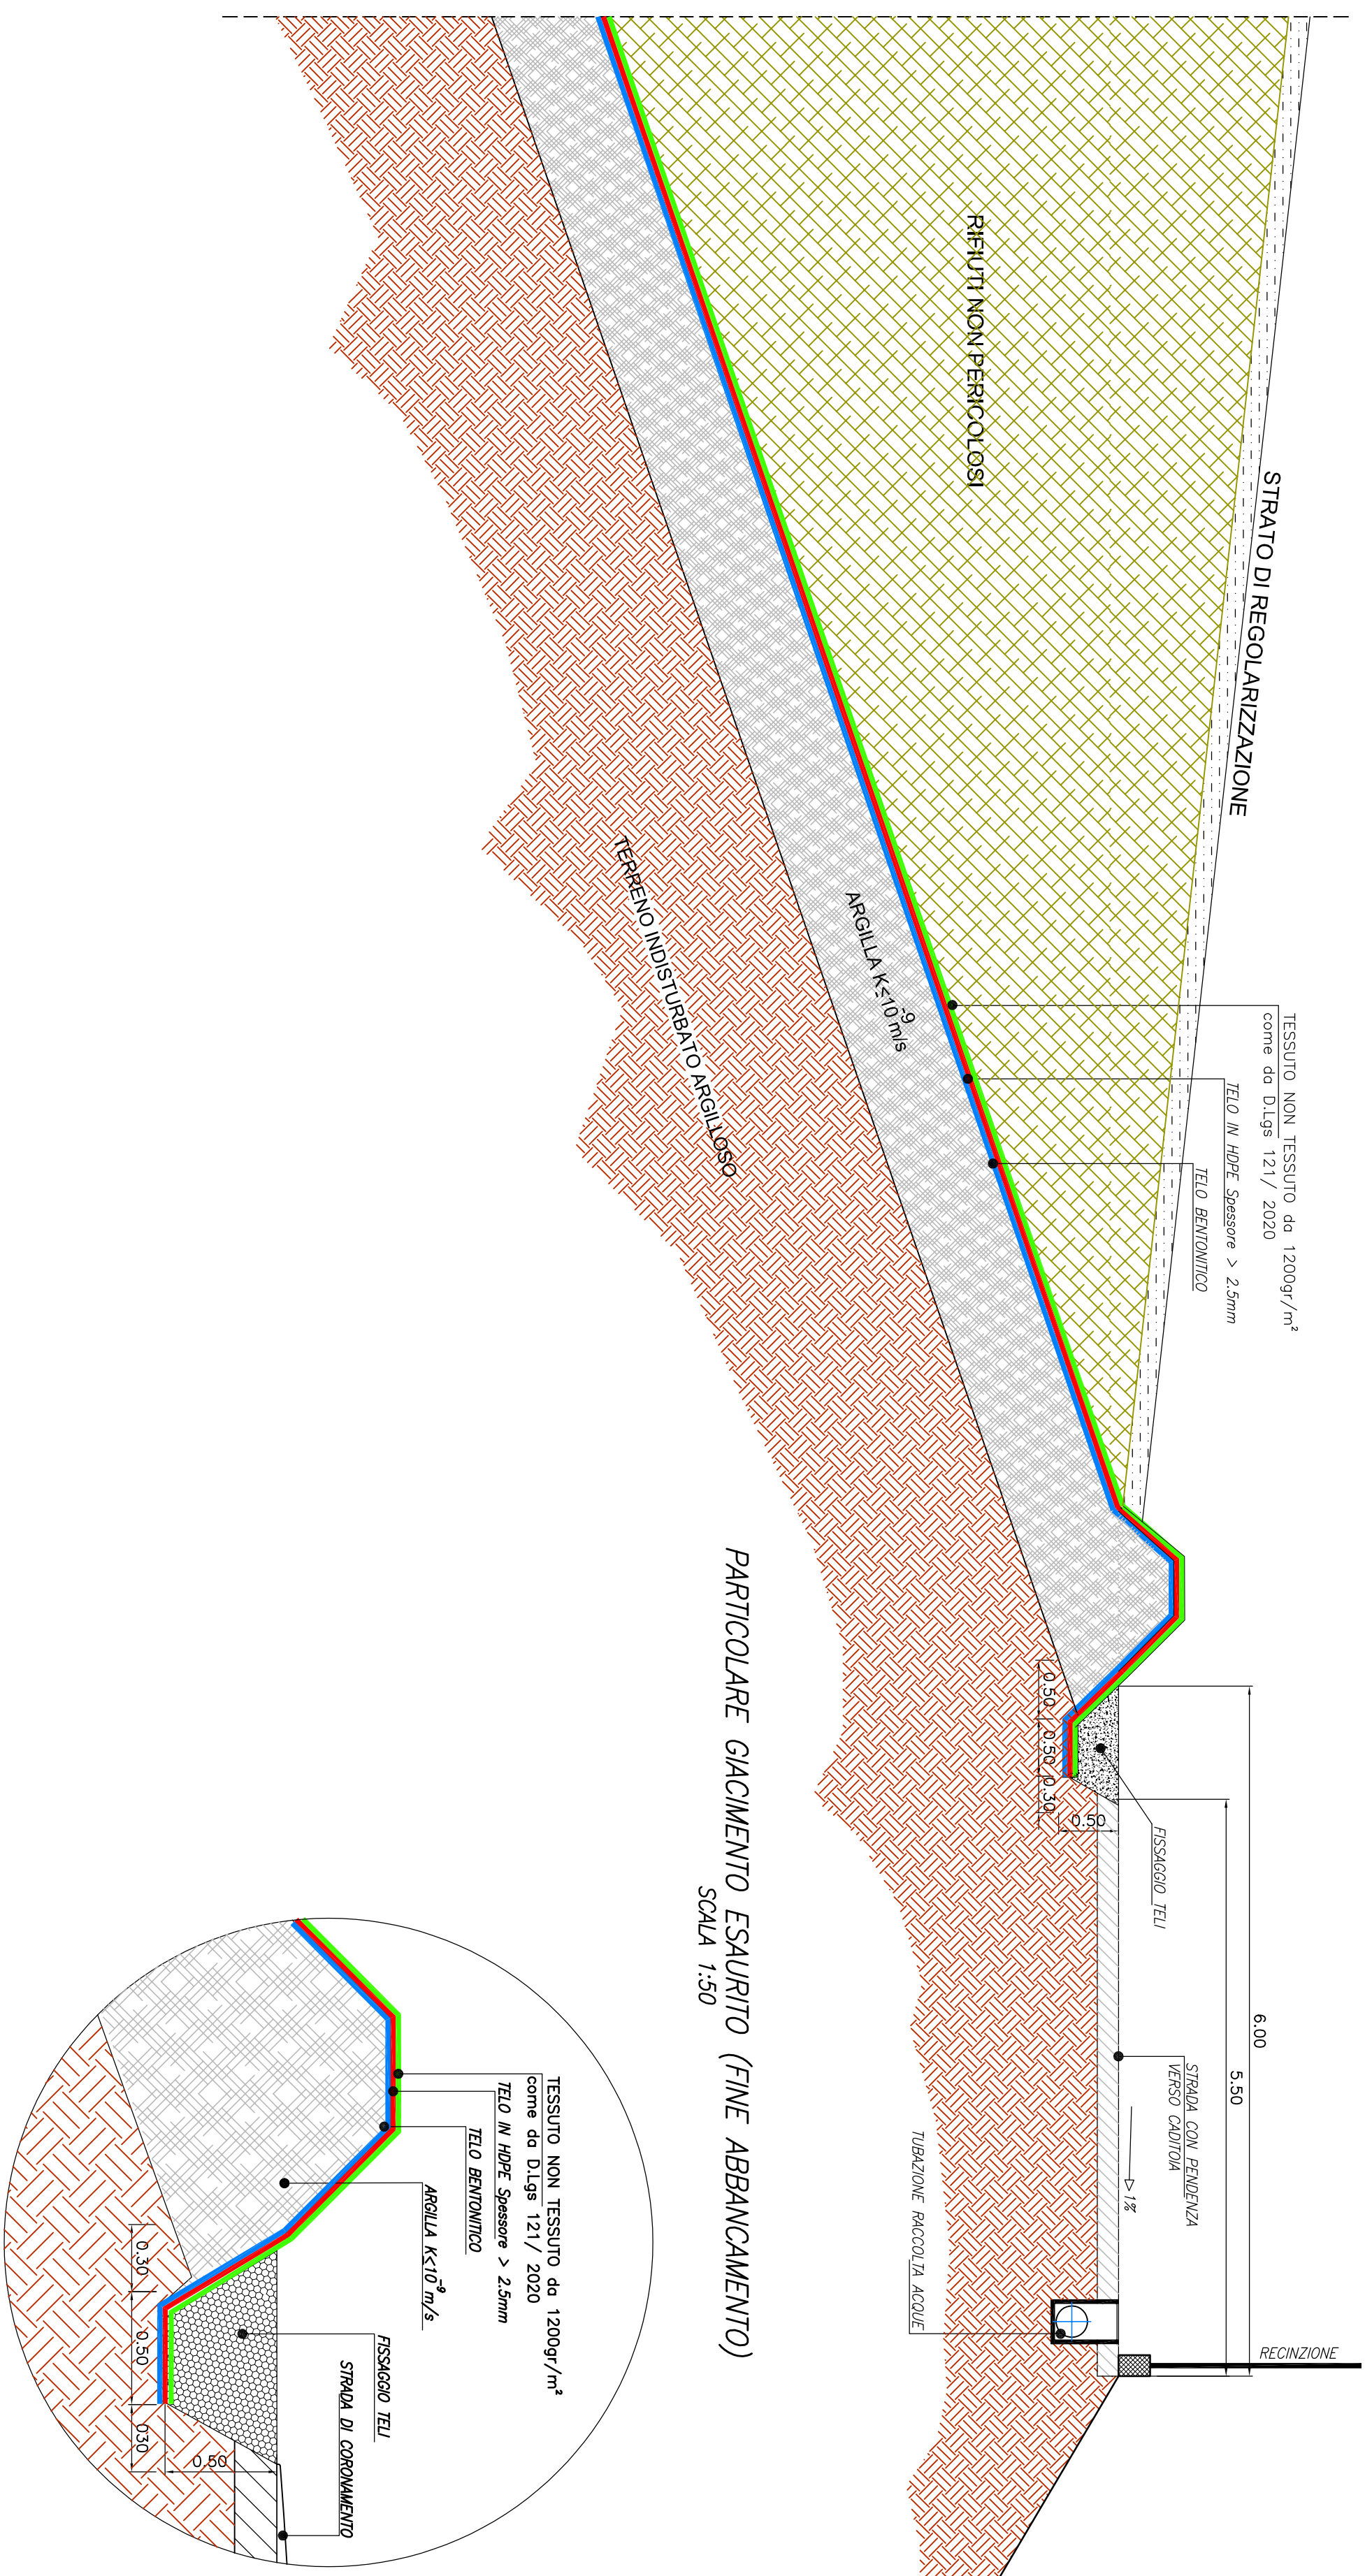 STRATO DI REGOLARIZZAZIONE
RIFIUTI NON PERICOLOSI
TESSUTO NON TESSUTO da 1200gr/m²
come da D.Lgs 121/ 2020
TELO IN HDPE Spessore > 2.5mm
TELO BENTONITICO
ARGILLA K≤10⁻⁹ m/s
TERRENO INDISTURBATO ARGILLOSO
6.00
5.50
RECINZIONE
STRADA CON PENDENZA
VERSO CADITOIA
1%
FISSAGGIO TELI
0.50
0.50
0.50
0.30
TUBAZIONE RACCOLTA ACQUE
PARTICOLARE GIACIMENTO ESAURITO (FINE ABBANCAMENTO)
SCALA 1:50
TESSUTO NON TESSUTO da 1200gr/m²
come da D.Lgs 121/ 2020
TELO IN HDPE Spessore > 2.5mm
TELO BENTONITICO
ARGILLA K≤10⁻⁹ m/s
FISSAGGIO TELI
STRADA DI CORONAMENTO
0.50
0.30
0.50
030